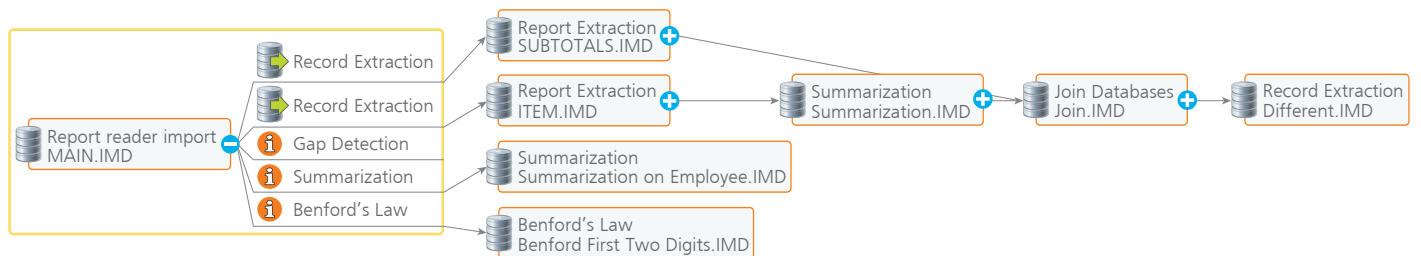 Report reader import
MAIN.IMD
Record Extraction
Record Extraction
Gap Detection
Summarization
Benford's Law
Report Extraction
SUBTOTALS.IMD
Report Extraction
ITEM.IMD
Summarization
Summarization on Employee.IMD
Benford's Law
Benford First Two Digits.IMD
Summarization
Summarization.IMD
Join Databases
Join.IMD
Record Extraction
Different.IMD